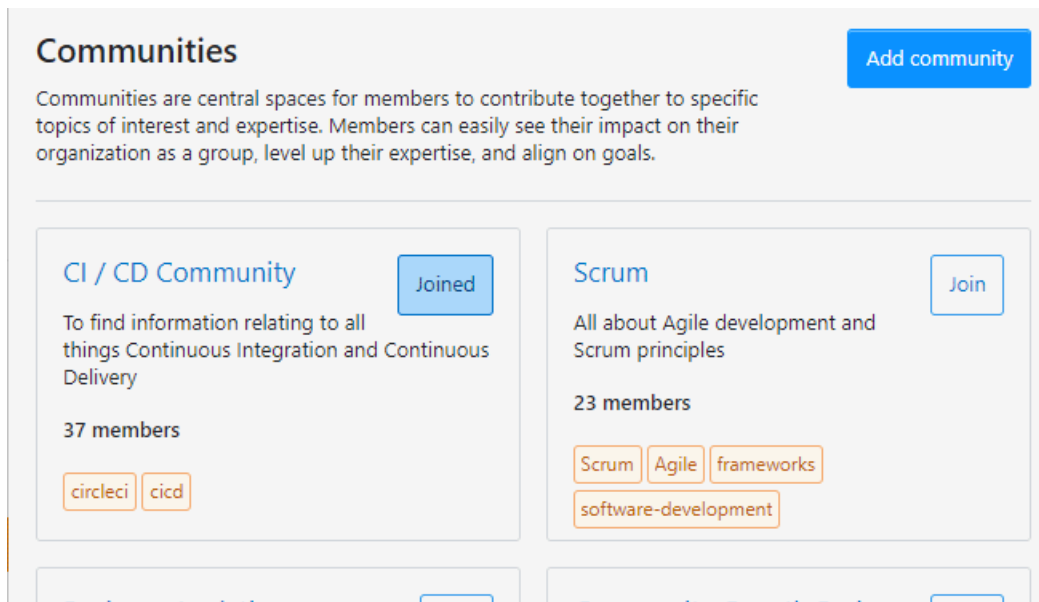 Communities
Add community
Communities are central spaces for members to contribute together to specific
topics of interest and expertise. Members can easily see their impact on their
organization as a group, level up their expertise, and align on goals.
CI / CD Community
Joined
To find information relating to all
things Continuous Integration and Continuous
Delivery
37 members
circleci cicd
Scrum
Join
All about Agile development and
Scrum principles
23 members
Scrum Agile frameworks
software-development